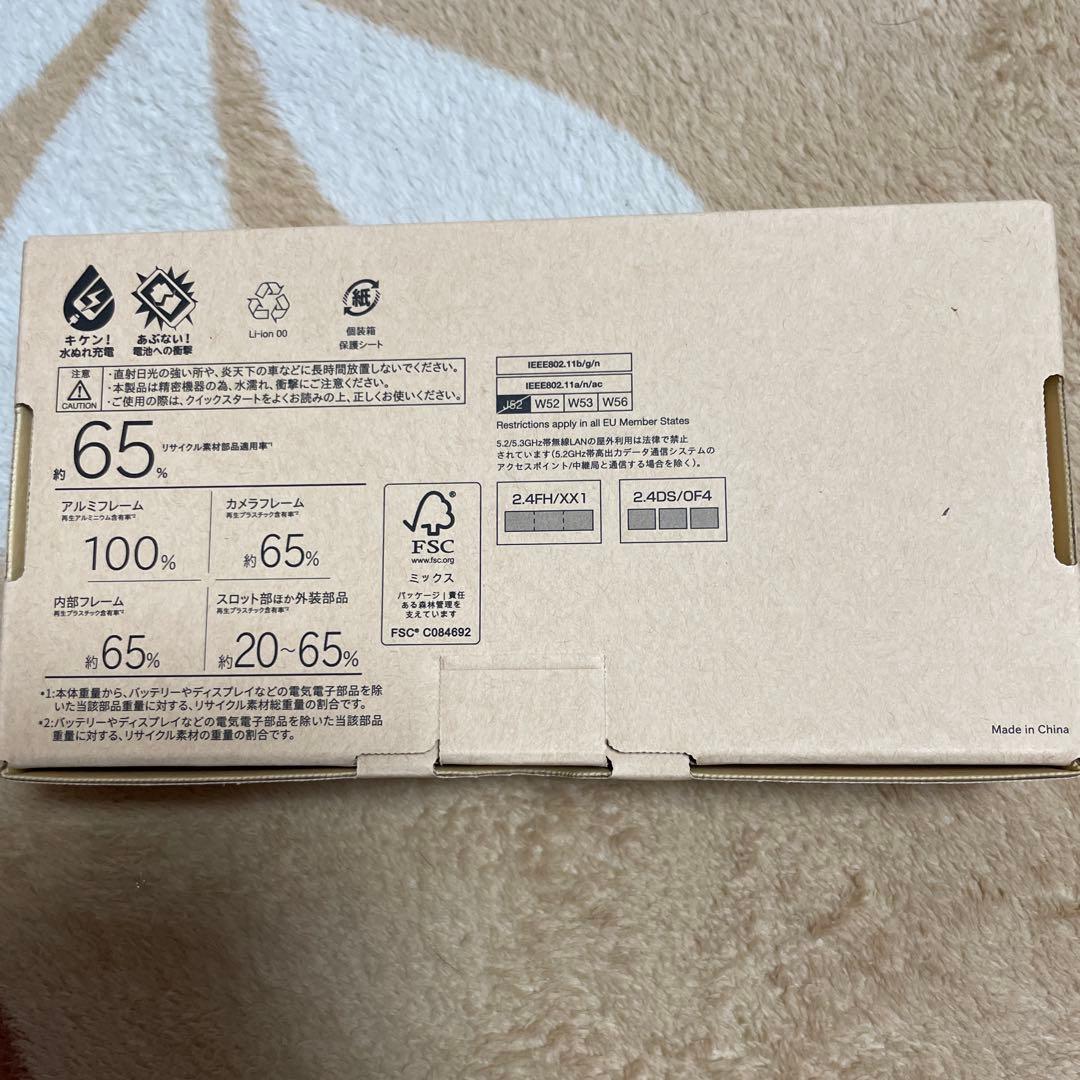 キケン!
水ぬれ充電
あぶない!
電池への衝撃
Li-ion 00
紙
個装箱
保護シート
注意
CAUTION
・直射日光の強い所や、炎天下の車などに長時間放置しないでください。
・本製品は精密機器の為、水濡れ、衝撃にご注意ください。
・ご使用の際は、クイックスタートをよくお読みの上、正しくお使いください。
約65%
リサイクル素材部品適用率*1
アルミフレーム
再生アルミニウム含有率*2
100%
カメラフレーム
再生プラスチック含有率*2
約65%
内部フレーム
再生プラスチック含有率*2
約65%
スロット部ほか外装部品
再生プラスチック含有率*2
約20~65%
*1:本体重量から、バッテリーやディスプレイなどの電気電子部品を除
いた当該部品重量に対する、リサイクル素材総重量の割合です。
*2:バッテリーやディスプレイなどの電気電子部品を除いた当該部品
重量に対する、リサイクル素材の重量の割合です。
FSC
www.fsc.org
ミックス
パッケージ|責任
ある森林管理を
支えています
FSC® C084692
IEEE802.11b/g/n
IEEE802.11a/n/ac
J52 W52 W53 W56
Restrictions apply in all EU Member States
5.2/5.3GHz帯無線LANの屋外利用は法律で禁止
されています(5.2GHz帯高出力データ通信システムの
アクセスポイント/中継局と通信する場合を除く)。
2.4FH/XX1
2.4DS/OF4
Made in China